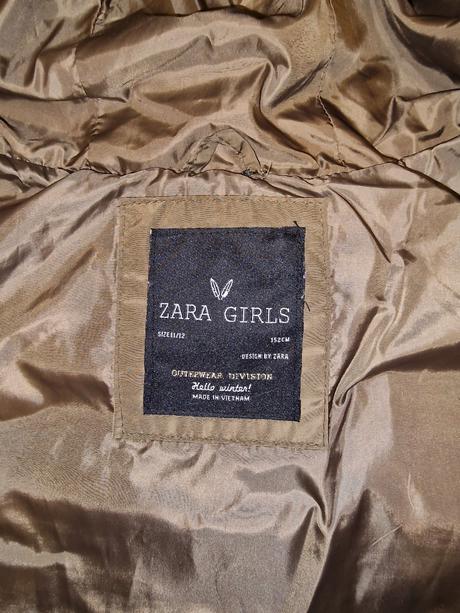 ZARA GIRLS
SIZE 11/12 152CM
DESIGN BY ZARA
OUTERWEAR DIVISION
Hello winter!
MADE IN VIETNAM